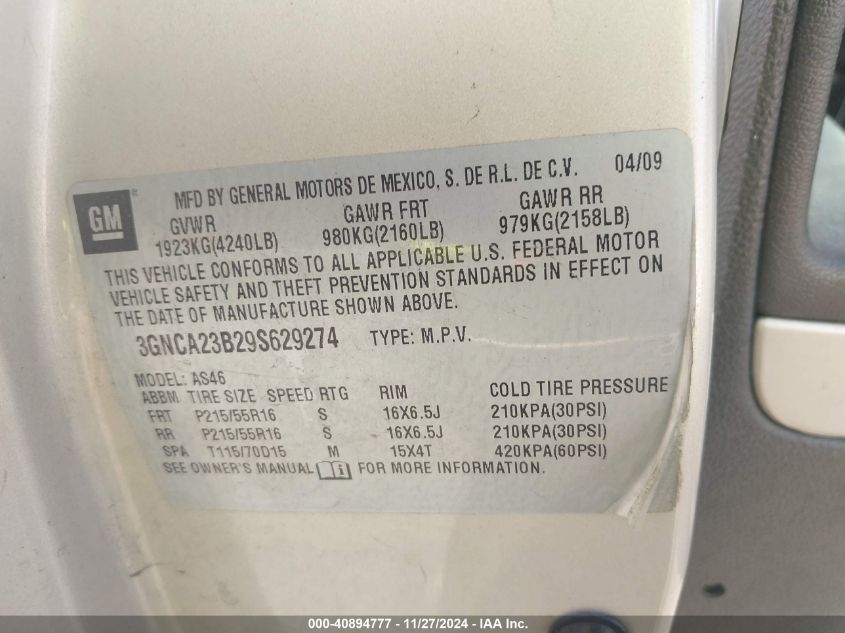 GM
MFD BY GENERAL MOTORS DE MEXICO, S. DE R.L. DE C.V. 04/09
GVWR GAWR FRT GAWR RR
1923KG(4240LB) 980KG(2160LB) 979KG(2158LB)
THIS VEHICLE CONFORMS TO ALL APPLICABLE U.S. FEDERAL MOTOR
VEHICLE SAFETY AND THEFT PREVENTION STANDARDS IN EFFECT ON
THE DATE OF MANUFACTURE SHOWN ABOVE.
3GNCA23B29S629274 TYPE: M.P.V.
MODEL: AS46
ABBM TIRE SIZE SPEED RTG RIM COLD TIRE PRESSURE
FRT P215/55R16 S 16X6.5J 210KPA(30PSI)
RR P215/55R16 S 16X6.5J 210KPA(30PSI)
SPA T115/70D15 M 15X4T 420KPA(60PSI)
SEE OWNER'S MANUAL i FOR MORE INFORMATION.
000-40894777 - 11/27/2024 - IAA Inc.